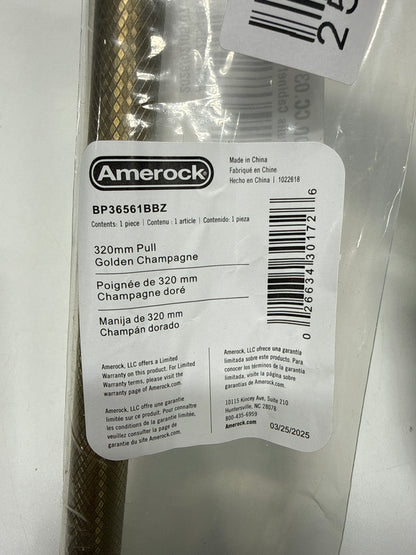 25
Amerock®
Made in China
Fabriqué en Chine
Hecho en China | 1022618
BP36561BBZ
Contents: 1 piece | Contenu : 1 article | Contenido: 1 pieza
320mm Pull
Golden Champagne
Poignée de 320 mm
Champagne doré
Manija de 320 mm
Champán dorado
0 26634 30172 6
Amerock, LLC offers a Limited
Warranty on this product. For Limited
Warranty terms, please visit the
warranty page of Amerock.com.
Amerock, LLC offre une garantie
limitée sur ce produit. Pour connaître
les conditions de la garantie limitée,
veuillez consulter la page de garantie
du site Amerock.com.
Amerock, LLC ofrece una garantía
limitada sobre este producto. Para
conocer los términos de la garantía
limitada, visite la página sobre
garantías de Amerock.com.
10115 Kincey Ave, Suite 210
Huntersville, NC 28078
800-435-6959
Amerock.com
03/25/2025